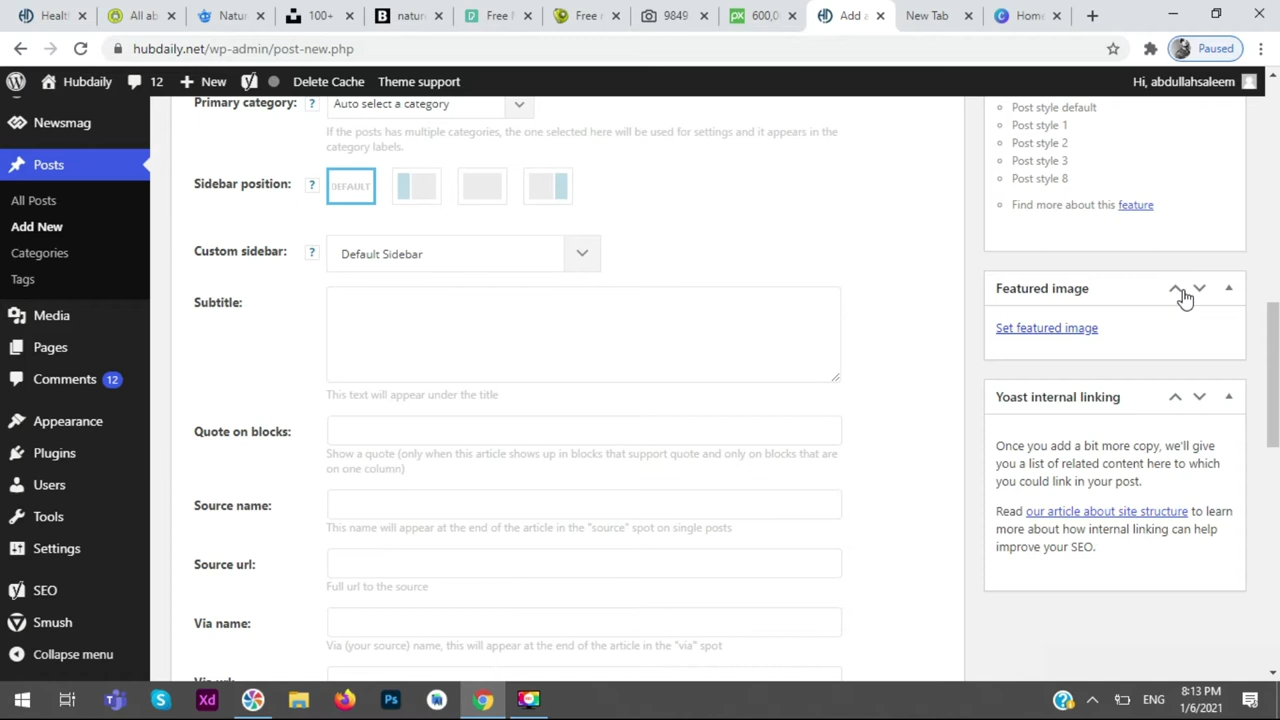 Healt
All ab
Natur
100+
natur
Free I
Free r
9849
600,0
Add a
New Tab
Home
hubdaily.net/wp-admin/post-new.php
Paused
Hubdaily
12
New
Delete Cache
Theme support
Hi, abdullahsaleem
Newsmag
Posts
All Posts
Add New
Categories
Tags
Media
Pages
Comments 12
Appearance
Plugins
Users
Tools
Settings
SEO
Smush
Collapse menu
Primary category: ? Auto select a category
If the posts has multiple categories, the one selected here will be used for settings and it appears in the
category labels.
Sidebar position: ? DEFAULT
Custom sidebar: ? Default Sidebar
Subtitle:
This text will appear under the title
Quote on blocks:
Show a quote (only when this article shows up in blocks that support quote and only on blocks that are
on one column)
Source name:
This name will appear at the end of the article in the "source" spot on single posts
Source url:
Full url to the source
Via name:
Via (your source) name, this will appear at the end of the article in the "via" spot
Via url:
Post style default
Post style 1
Post style 2
Post style 3
Post style 8
Find more about this feature
Featured image
Set featured image
Yoast internal linking
Once you add a bit more copy, we'll give
you a list of related content here to which
you could link in your post.
Read our article about site structure to learn
more about how internal linking can help
improve your SEO.
Xd
Ps
ENG
8:13 PM
1/6/2021